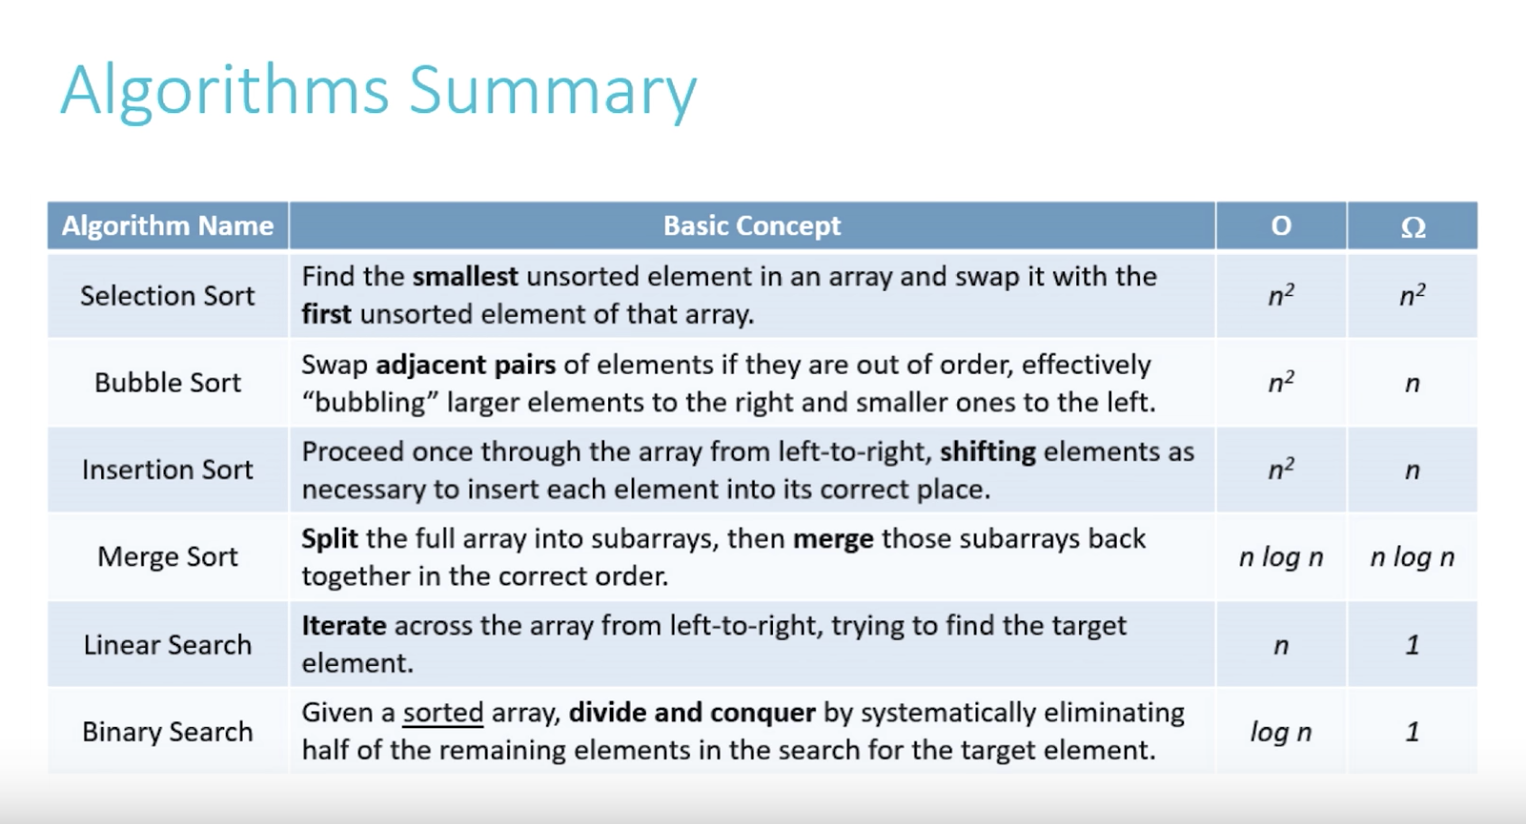 Algorithms Summary
Algorithm Name Basic Concept O Ω
Selection Sort
Find the smallest unsorted element in an array and swap it with the
first unsorted element of that array.
n² n²
Bubble Sort
Swap adjacent pairs of elements if they are out of order, effectively
“bubbling” larger elements to the right and smaller ones to the left.
n² n
Insertion Sort
Proceed once through the array from left-to-right, shifting elements as
necessary to insert each element into its correct place.
n² n
Merge Sort
Split the full array into subarrays, then merge those subarrays back
together in the correct order.
n log n n log n
Linear Search
Iterate across the array from left-to-right, trying to find the target
element.
n 1
Binary Search
Given a sorted array, divide and conquer by systematically eliminating
half of the remaining elements in the search for the target element.
log n 1